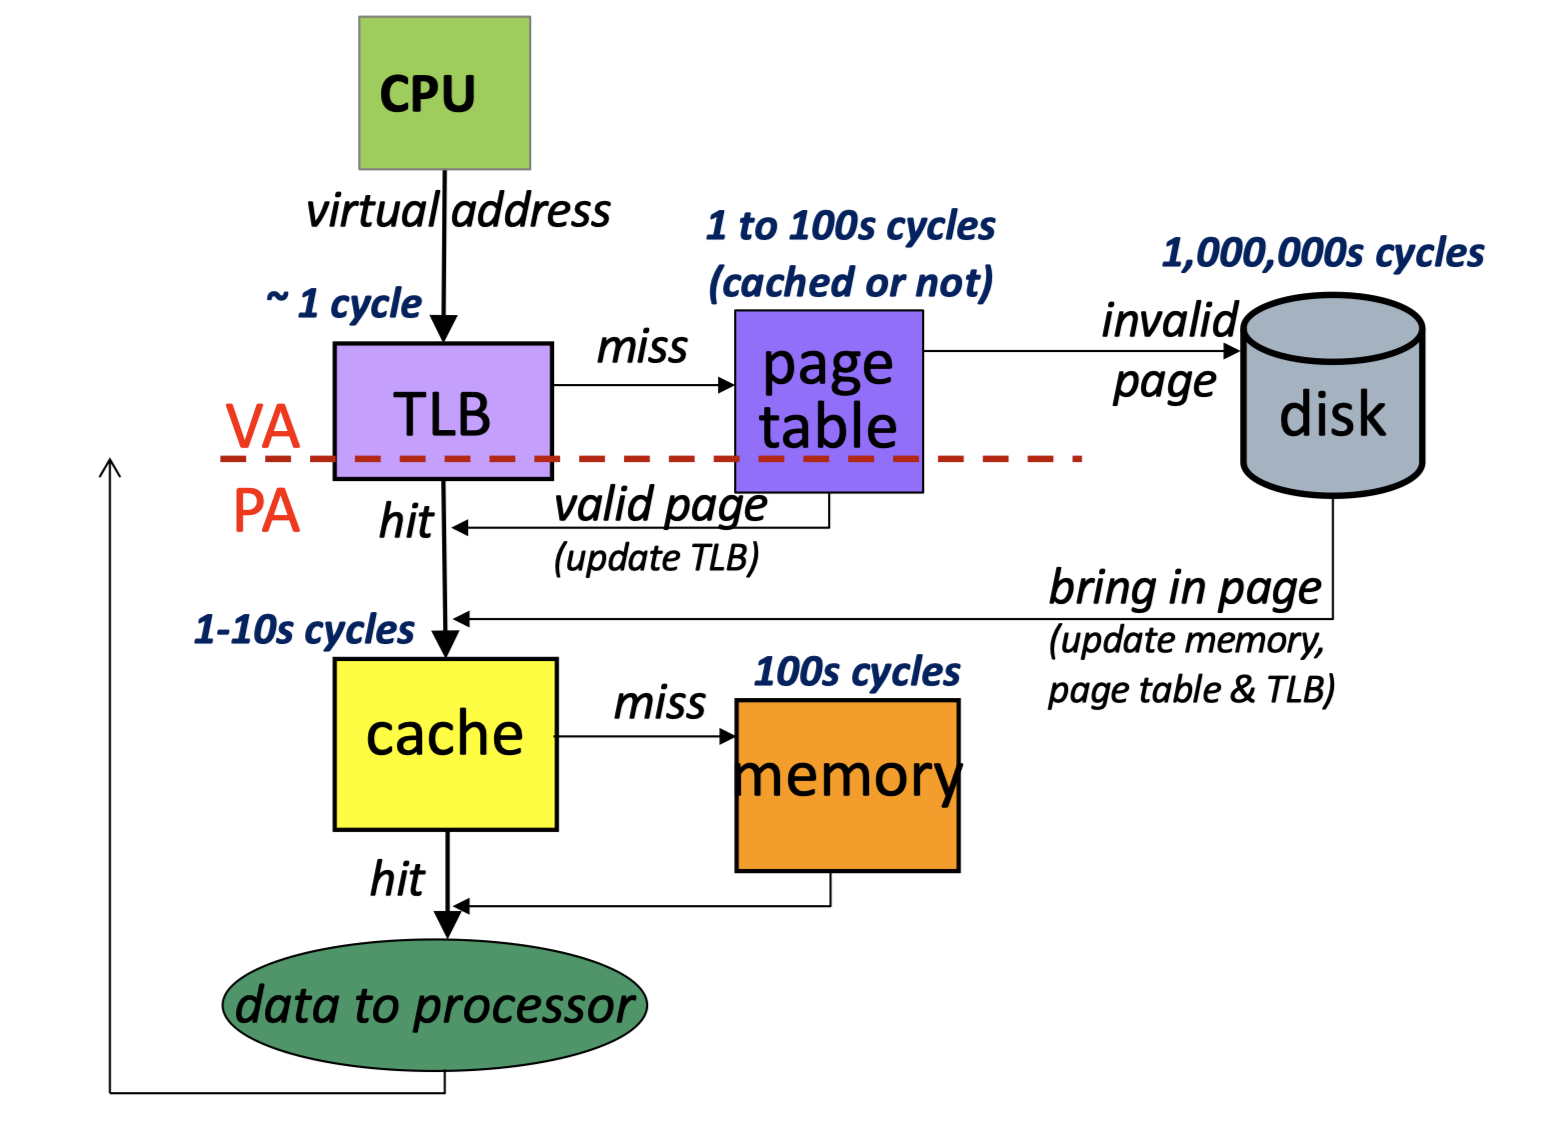 CPU
virtual address
1 to 100s cycles
(cached or not)
1,000,000s cycles
~ 1 cycle
miss
invalid
page
page
table
TLB
disk
VA
PA
hit
valid page
(update TLB)
bring in page
(update memory,
page table & TLB)
1-10s cycles
100s cycles
miss
cache
memory
hit
data to processor